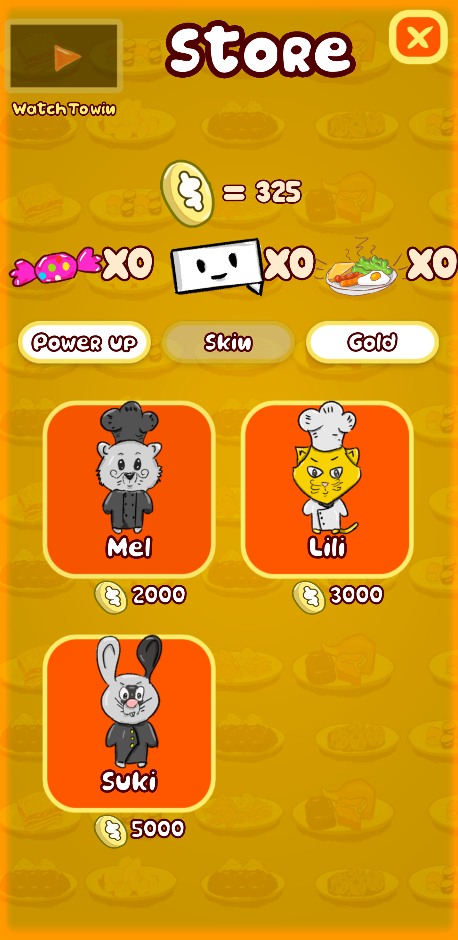 Store
Watch To win
= 325
X0 X0 X0
Power up Skin Gold
Mel Lili
2000 3000
Suki
5000